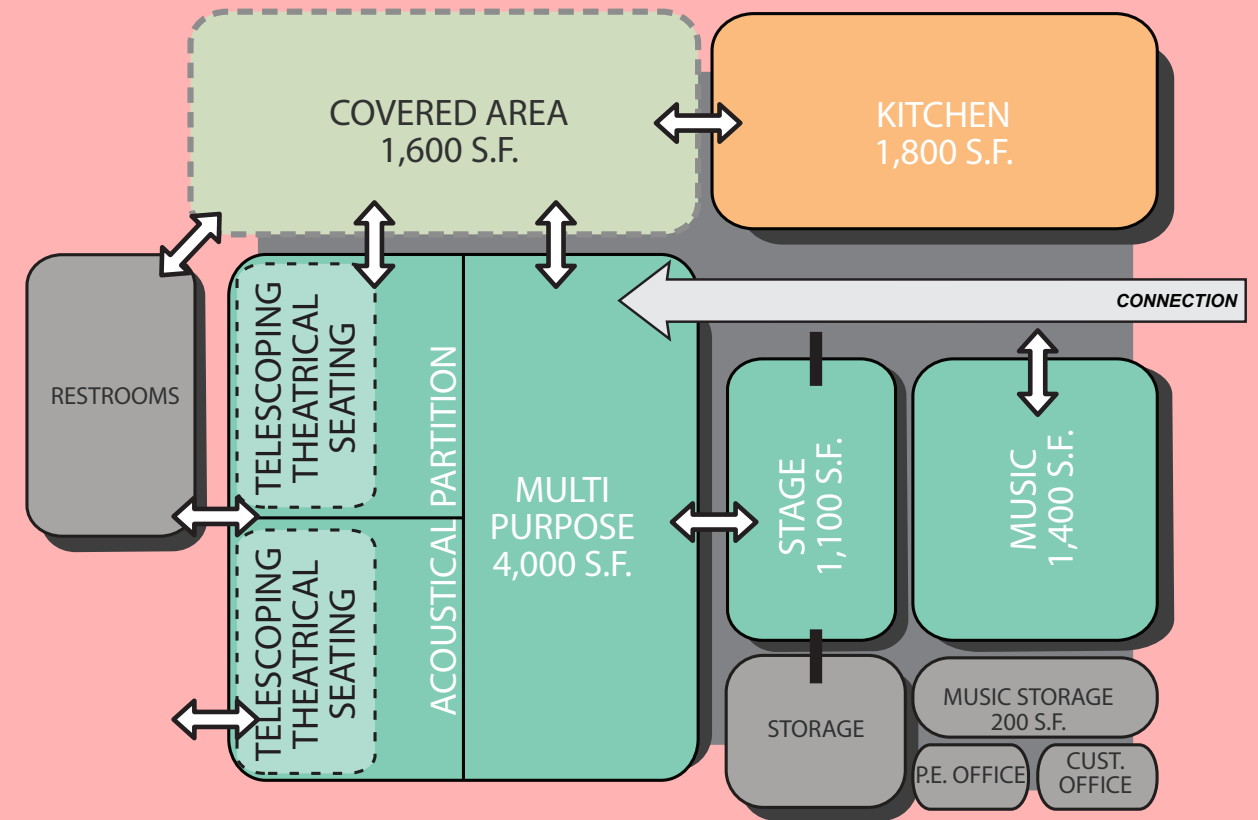 COVERED AREA
1,600 S.F.
KITCHEN
1,800 S.F.
CONNECTION
RESTROOMS
TELESCOPING
THEATRICAL
SEATING
TELESCOPING
THEATRICAL
SEATING
ACOUSTICAL PARTITION
MULTI
PURPOSE
4,000 S.F.
STAGE
1,100 S.F.
MUSIC
1,400 S.F.
STORAGE
MUSIC STORAGE
200 S.F.
P.E. OFFICE
CUST.
OFFICE